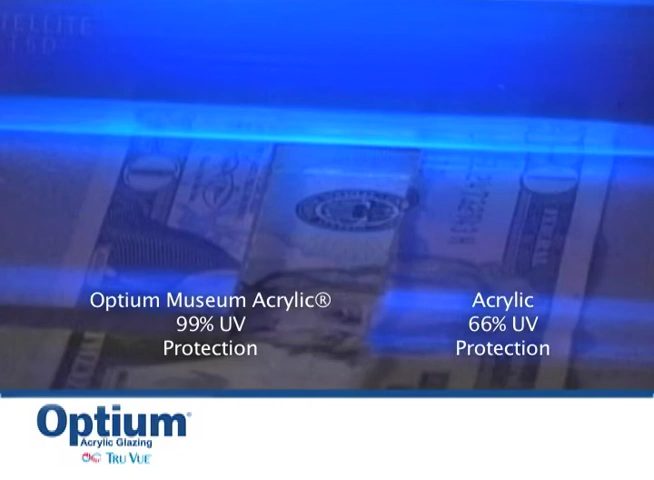 Optium Museum Acrylic®
99% UV
Protection
Acrylic
66% UV
Protection
Optium®
Acrylic Glazing
TRU VUE